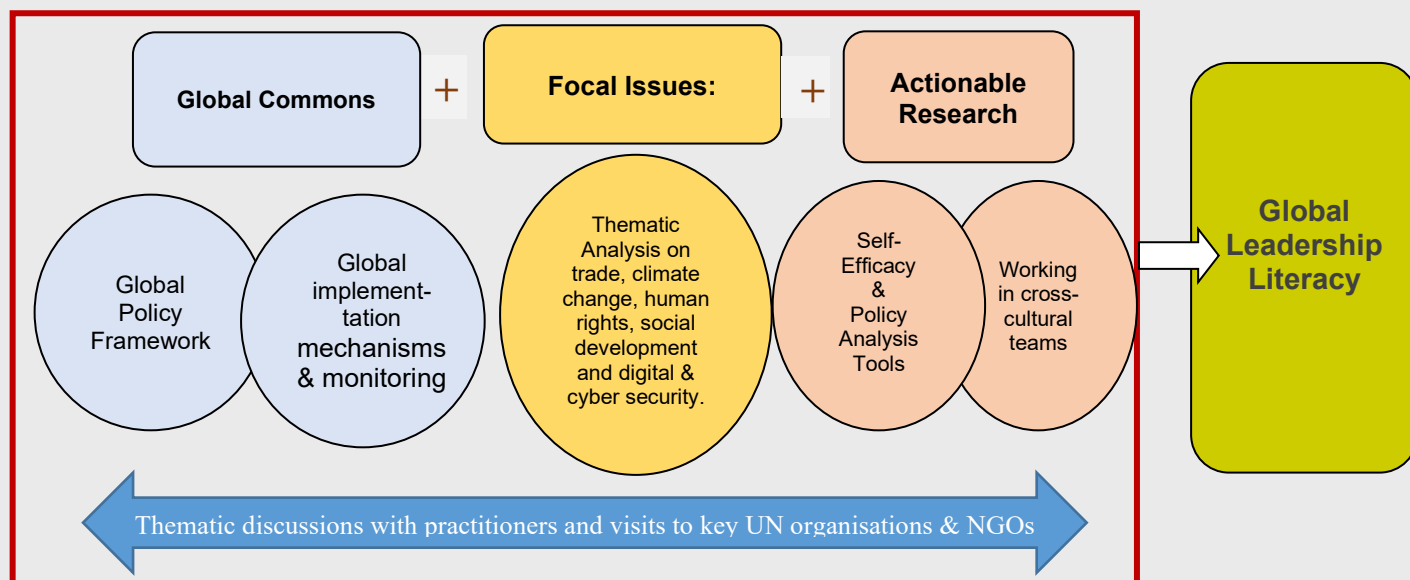 Global Commons
+
Focal Issues:
+
Actionable
Research
Global
Policy
Framework
Global
implemen-
tation
mechanisms
& monitoring
Thematic
Analysis on
trade, climate
change, human
rights, social
development
and digital &
cyber security.
Self-
Efficacy
&
Policy
Analysis
Tools
Working
in cross-
cultural
teams
Global
Leadership
Literacy
Thematic discussions with practitioners and visits to key UN organisations & NGOs